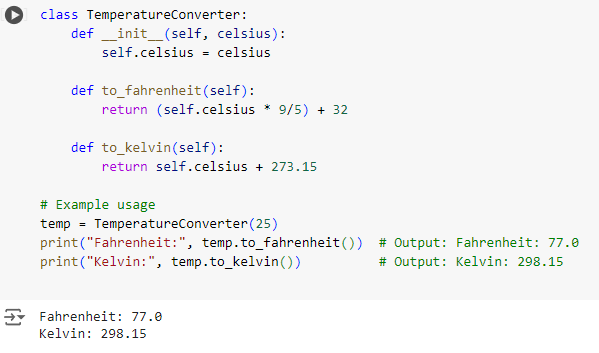 class TemperatureConverter:
    def __init__(self, celsius):
        self.celsius = celsius

    def to_fahrenheit(self):
        return (self.celsius * 9/5) + 32

    def to_kelvin(self):
        return self.celsius + 273.15

# Example usage
temp = TemperatureConverter(25)
print("Fahrenheit:", temp.to_fahrenheit())  # Output: Fahrenheit: 77.0
print("Kelvin:", temp.to_kelvin())          # Output: Kelvin: 298.15

Fahrenheit: 77.0
Kelvin: 298.15